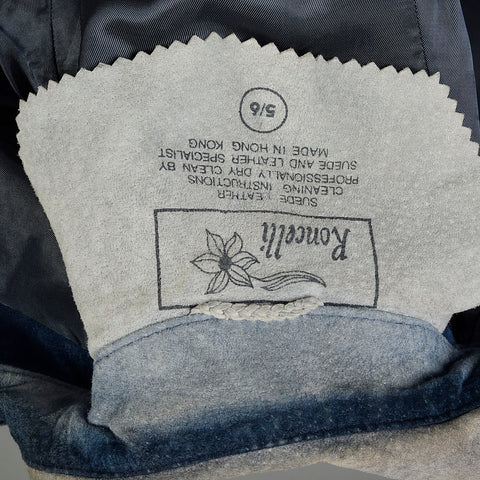 Roncelli
SUEDE LEATHER
CLEANING INSTRUCTIONS
PROFESSIONALLY DRY CLEAN BY
SUEDE AND LEATHER SPECIALIST
MADE IN HONG KONG
5/6